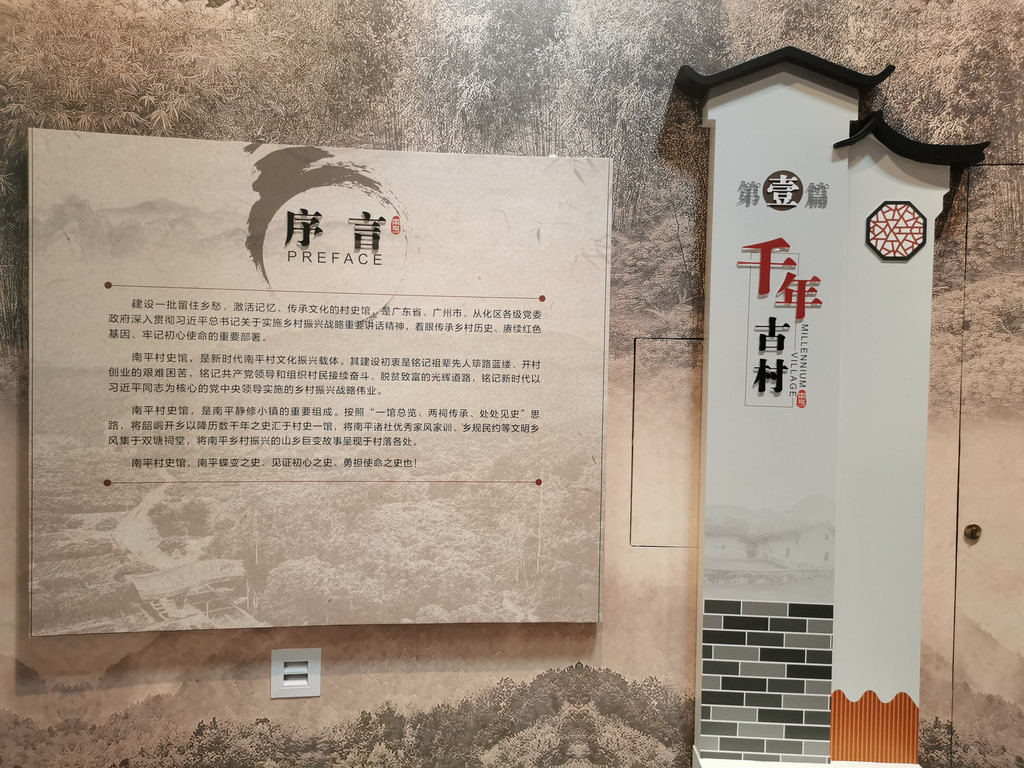 序言
PREFACE
建设一批留住乡愁、激活记忆、传承文化的村史馆，是广东省、广州市、从化区各级党委
政府深入贯彻习近平总书记关于实施乡村振兴战略重要讲话精神，着眼传承乡村历史、赓续红色
基因、牢记初心使命的重要部署。
南平村史馆，是新时代南平村文化振兴载体。其建设初衷是铭记祖辈先人筚路蓝缕、开村
创业的艰难困苦，铭记共产党领导和组织村民接续奋斗、脱贫致富的光辉道路，铭记新时代以
习近平同志为核心的党中央领导实施的乡村振兴战略伟业。
南平村史馆，是南平静修小镇的重要组成。按照“一馆总览、两祠传承、处处见史”思
路，将韶峒开乡以降历数千年之史汇于村史一馆，将南平诸社优秀家风家训、乡规民约等文明乡
风集于双塘祠堂，将南平乡村振兴的山乡巨变故事呈现于村落各处。
南平村史馆，南平蝶变之史、见证初心之史、勇担使命之史也！
第壹篇
千年
古村
MILLENNIUM
VILLAGE